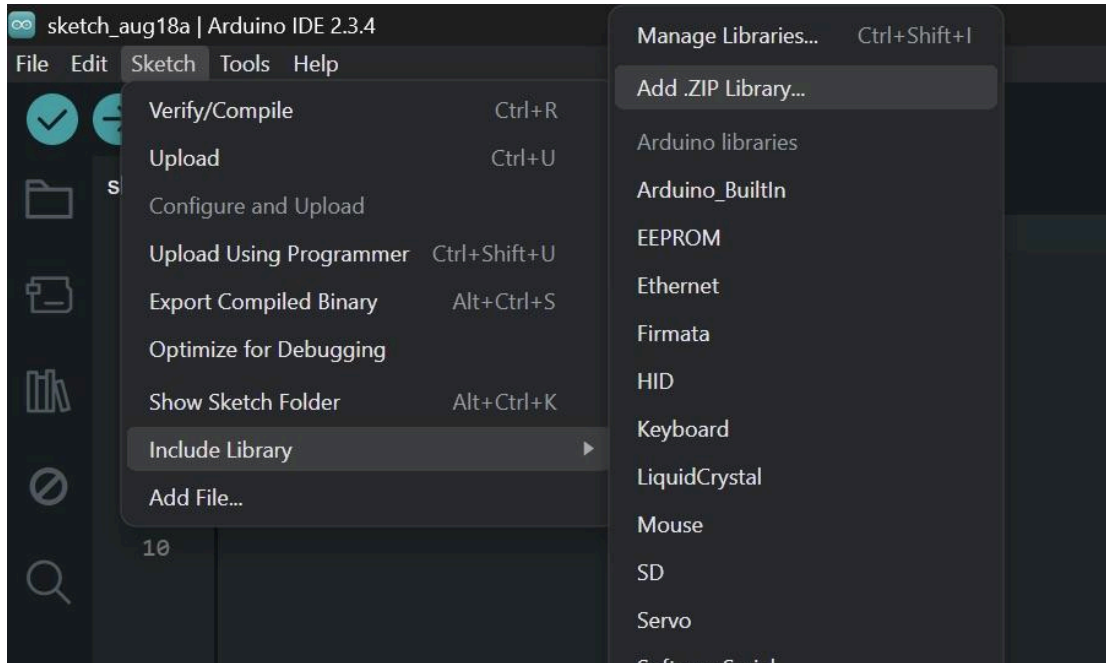 sketch_aug18a | Arduino IDE 2.3.4
File Edit Sketch Tools Help
Verify/Compile Ctrl+R
Upload Ctrl+U
Configure and Upload
Upload Using Programmer Ctrl+Shift+U
Export Compiled Binary Alt+Ctrl+S
Optimize for Debugging
Show Sketch Folder Alt+Ctrl+K
Include Library
Add File...
10
Manage Libraries... Ctrl+Shift+I
Add .ZIP Library...
Arduino libraries
Arduino_BuiltIn
EEPROM
Ethernet
Firmata
HID
Keyboard
LiquidCrystal
Mouse
SD
Servo